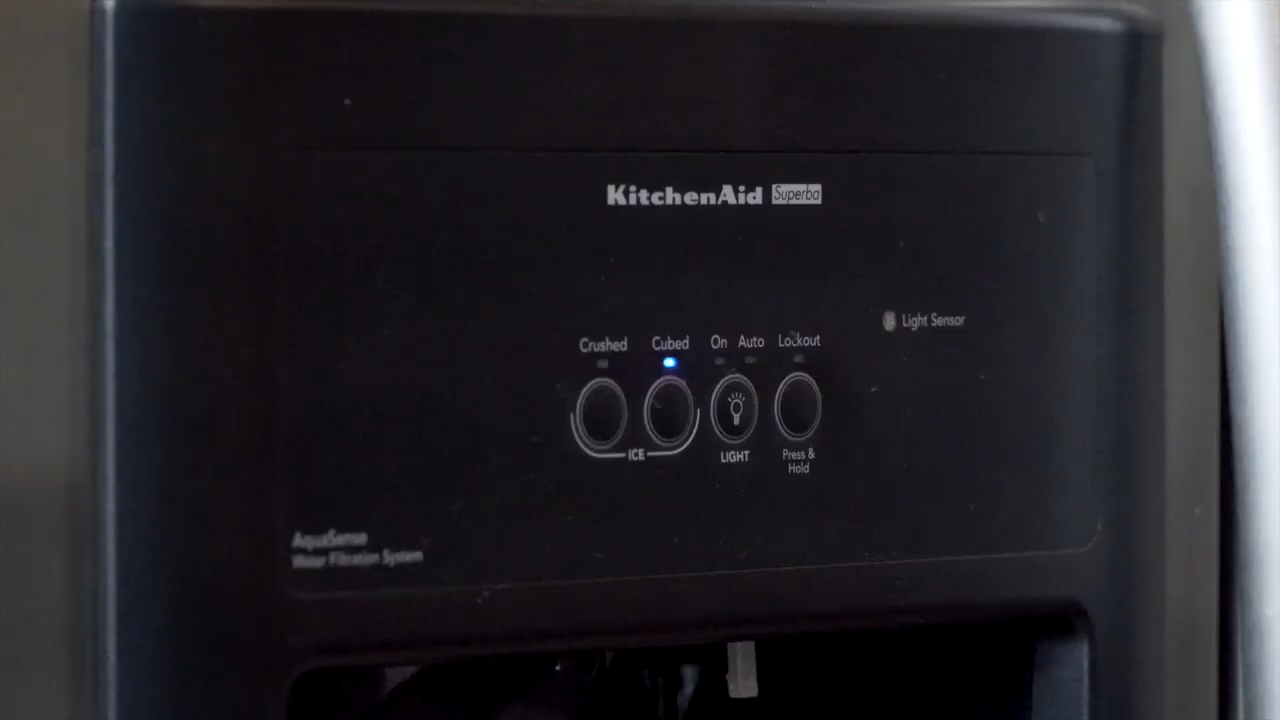 KitchenAid Superba
Light Sensor
Crushed Cubed On Auto Lockout
ICE LIGHT Press &
Hold
AquaSense
Water Filtration System